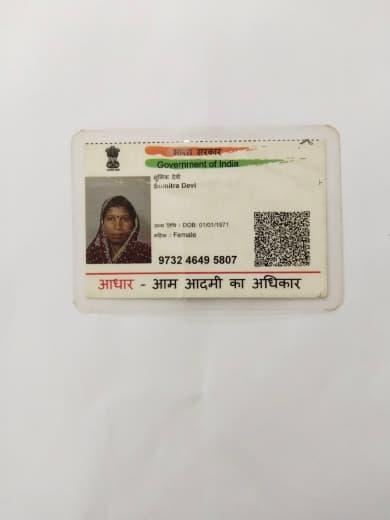 भारत सरकार
Government of India
Sumitra Devi
जन्म तिथि : DOB: 01/01/1971
महिला : Female
9732 4649 5807
आधार - आम आदमी का अधिकार